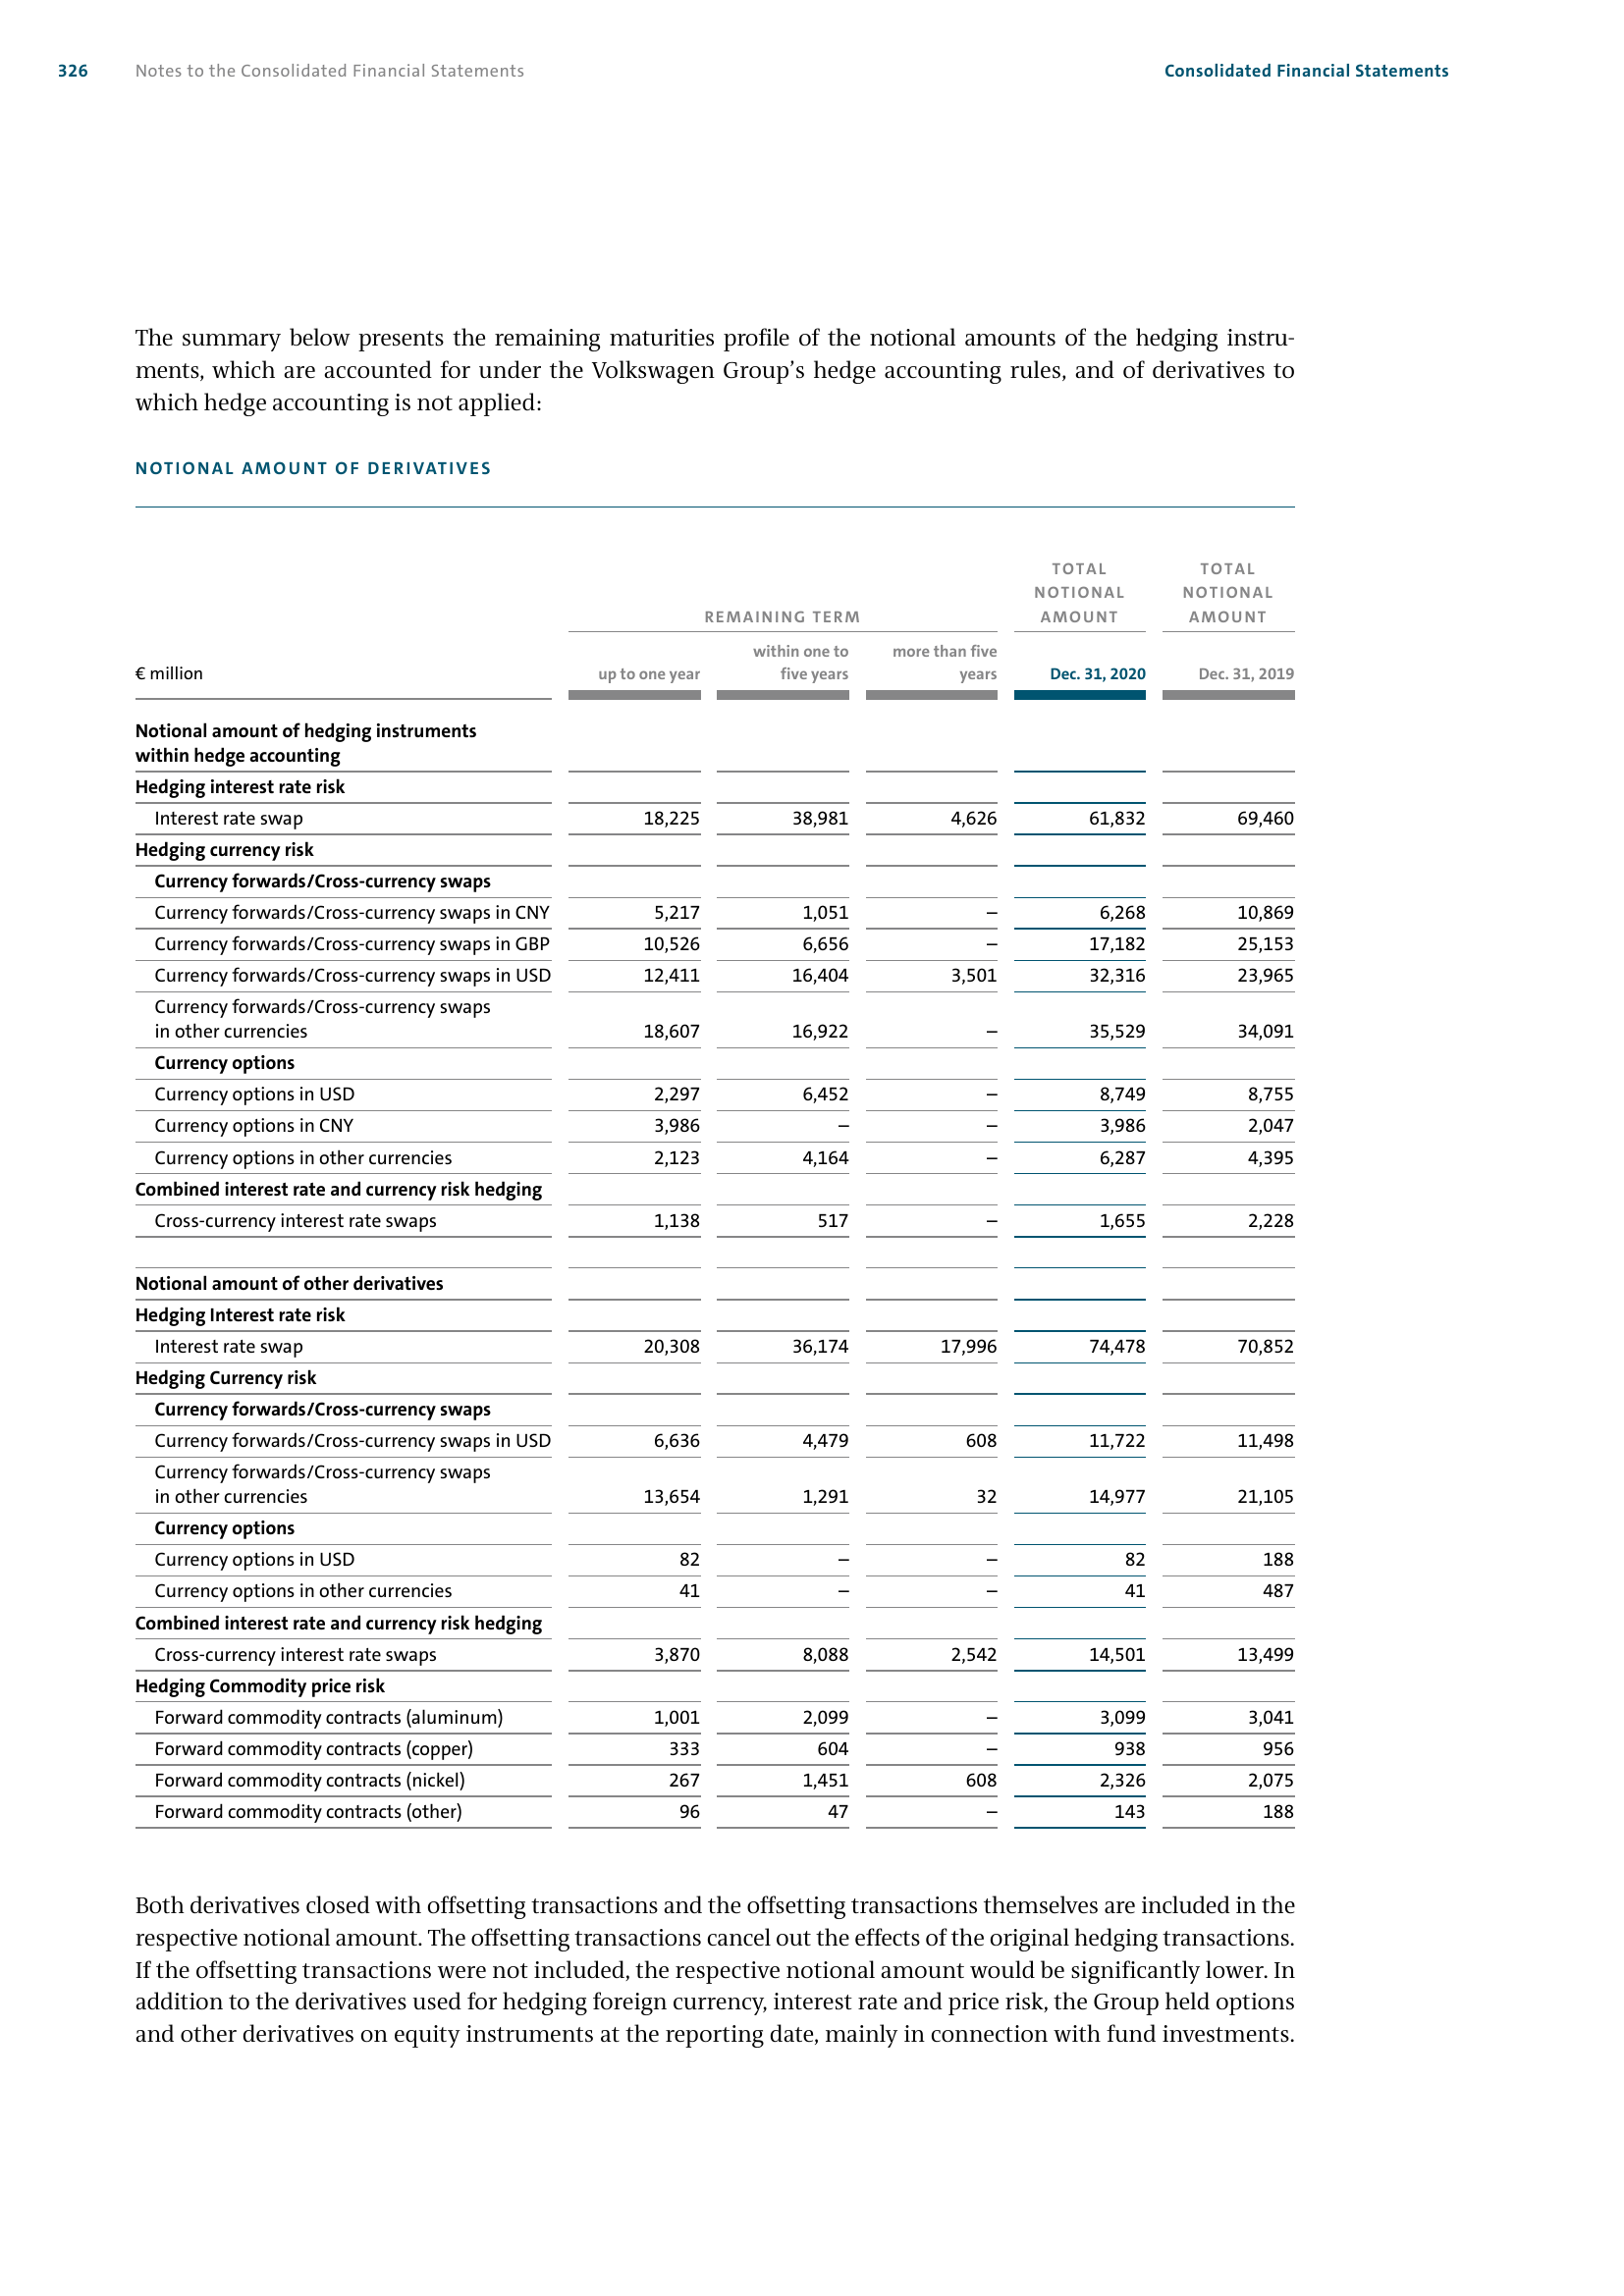 326 Notes to the Consolidated Financial Statements Consolidated Financial Statements
The summary below presents the remaining maturities profile of the notional amounts of the hedging instru-
ments, which are accounted for under the Volkswagen Group’s hedge accounting rules, and of derivatives to
which hedge accounting is not applied:
NOTIONAL AMOUNT OF DERIVATIVES
TOTAL TOTAL
NOTIONAL NOTIONAL
REMAINING TERM AMOUNT AMOUNT
within one to more than five
€ million up to one year five years years Dec. 31, 2020 Dec. 31, 2019
Notional amount of hedging instruments
within hedge accounting
Hedging interest rate risk
Interest rate swap 18,225 38,981 4,626 61,832 69,460
Hedging currency risk
Currency forwards/Cross-currency swaps
Currency forwards/Cross-currency swaps in CNY 5,217 1,051 – 6,268 10,869
Currency forwards/Cross-currency swaps in GBP 10,526 6,656 – 17,182 25,153
Currency forwards/Cross-currency swaps in USD 12,411 16,404 3,501 32,316 23,965
Currency forwards/Cross-currency swaps
in other currencies 18,607 16,922 – 35,529 34,091
Currency options
Currency options in USD 2,297 6,452 – 8,749 8,755
Currency options in CNY 3,986 – – 3,986 2,047
Currency options in other currencies 2,123 4,164 – 6,287 4,395
Combined interest rate and currency risk hedging
Cross-currency interest rate swaps 1,138 517 – 1,655 2,228
Notional amount of other derivatives
Hedging Interest rate risk
Interest rate swap 20,308 36,174 17,996 74,478 70,852
Hedging Currency risk
Currency forwards/Cross-currency swaps
Currency forwards/Cross-currency swaps in USD 6,636 4,479 608 11,722 11,498
Currency forwards/Cross-currency swaps
in other currencies 13,654 1,291 32 14,977 21,105
Currency options
Currency options in USD 82 – – 82 188
Currency options in other currencies 41 – – 41 487
Combined interest rate and currency risk hedging
Cross-currency interest rate swaps 3,870 8,088 2,542 14,501 13,499
Hedging Commodity price risk
Forward commodity contracts (aluminum) 1,001 2,099 – 3,099 3,041
Forward commodity contracts (copper) 333 604 – 938 956
Forward commodity contracts (nickel) 267 1,451 608 2,326 2,075
Forward commodity contracts (other) 96 47 – 143 188
Both derivatives closed with offsetting transactions and the offsetting transactions themselves are included in the
respective notional amount. The offsetting transactions cancel out the effects of the original hedging transactions.
If the offsetting transactions were not included, the respective notional amount would be significantly lower. In
addition to the derivatives used for hedging foreign currency, interest rate and price risk, the Group held options
and other derivatives on equity instruments at the reporting date, mainly in connection with fund investments.